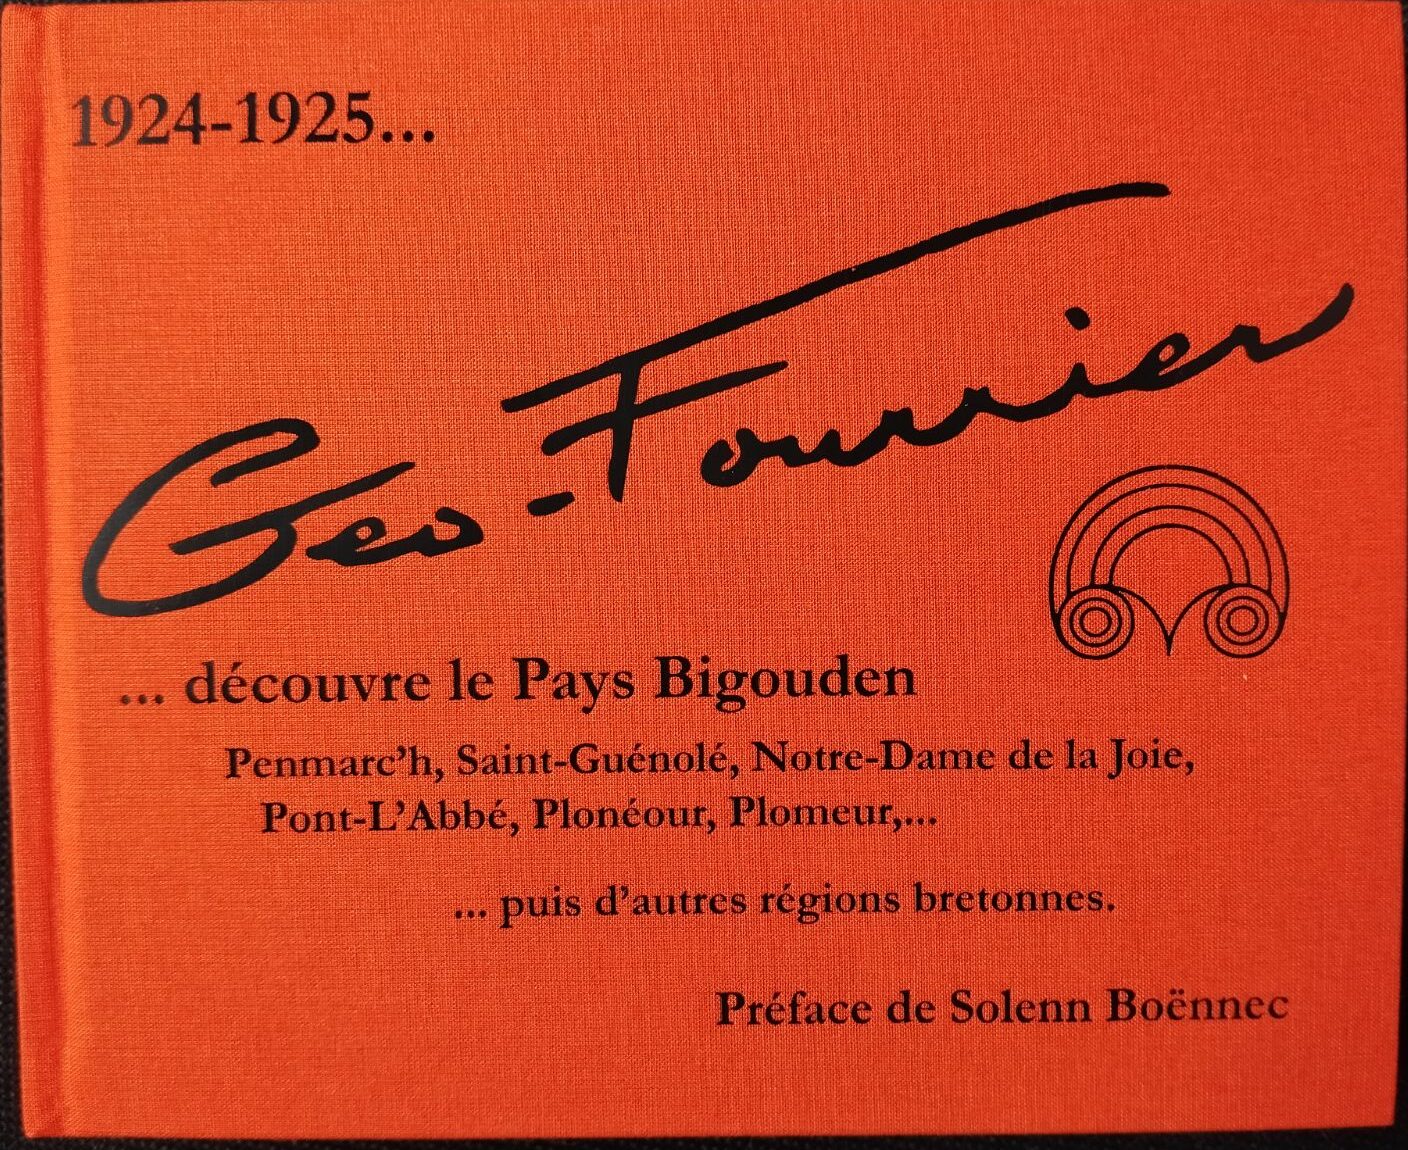 1924-1925...
Geo-Fourrier
... découvre le Pays Bigouden
Penmarc’h, Saint-Guénolé, Notre-Dame de la Joie,
Pont-L’Abbé, Plonéour, Plomeur,...
... puis d’autres régions bretonnes.
Préface de Solenn Boënnec